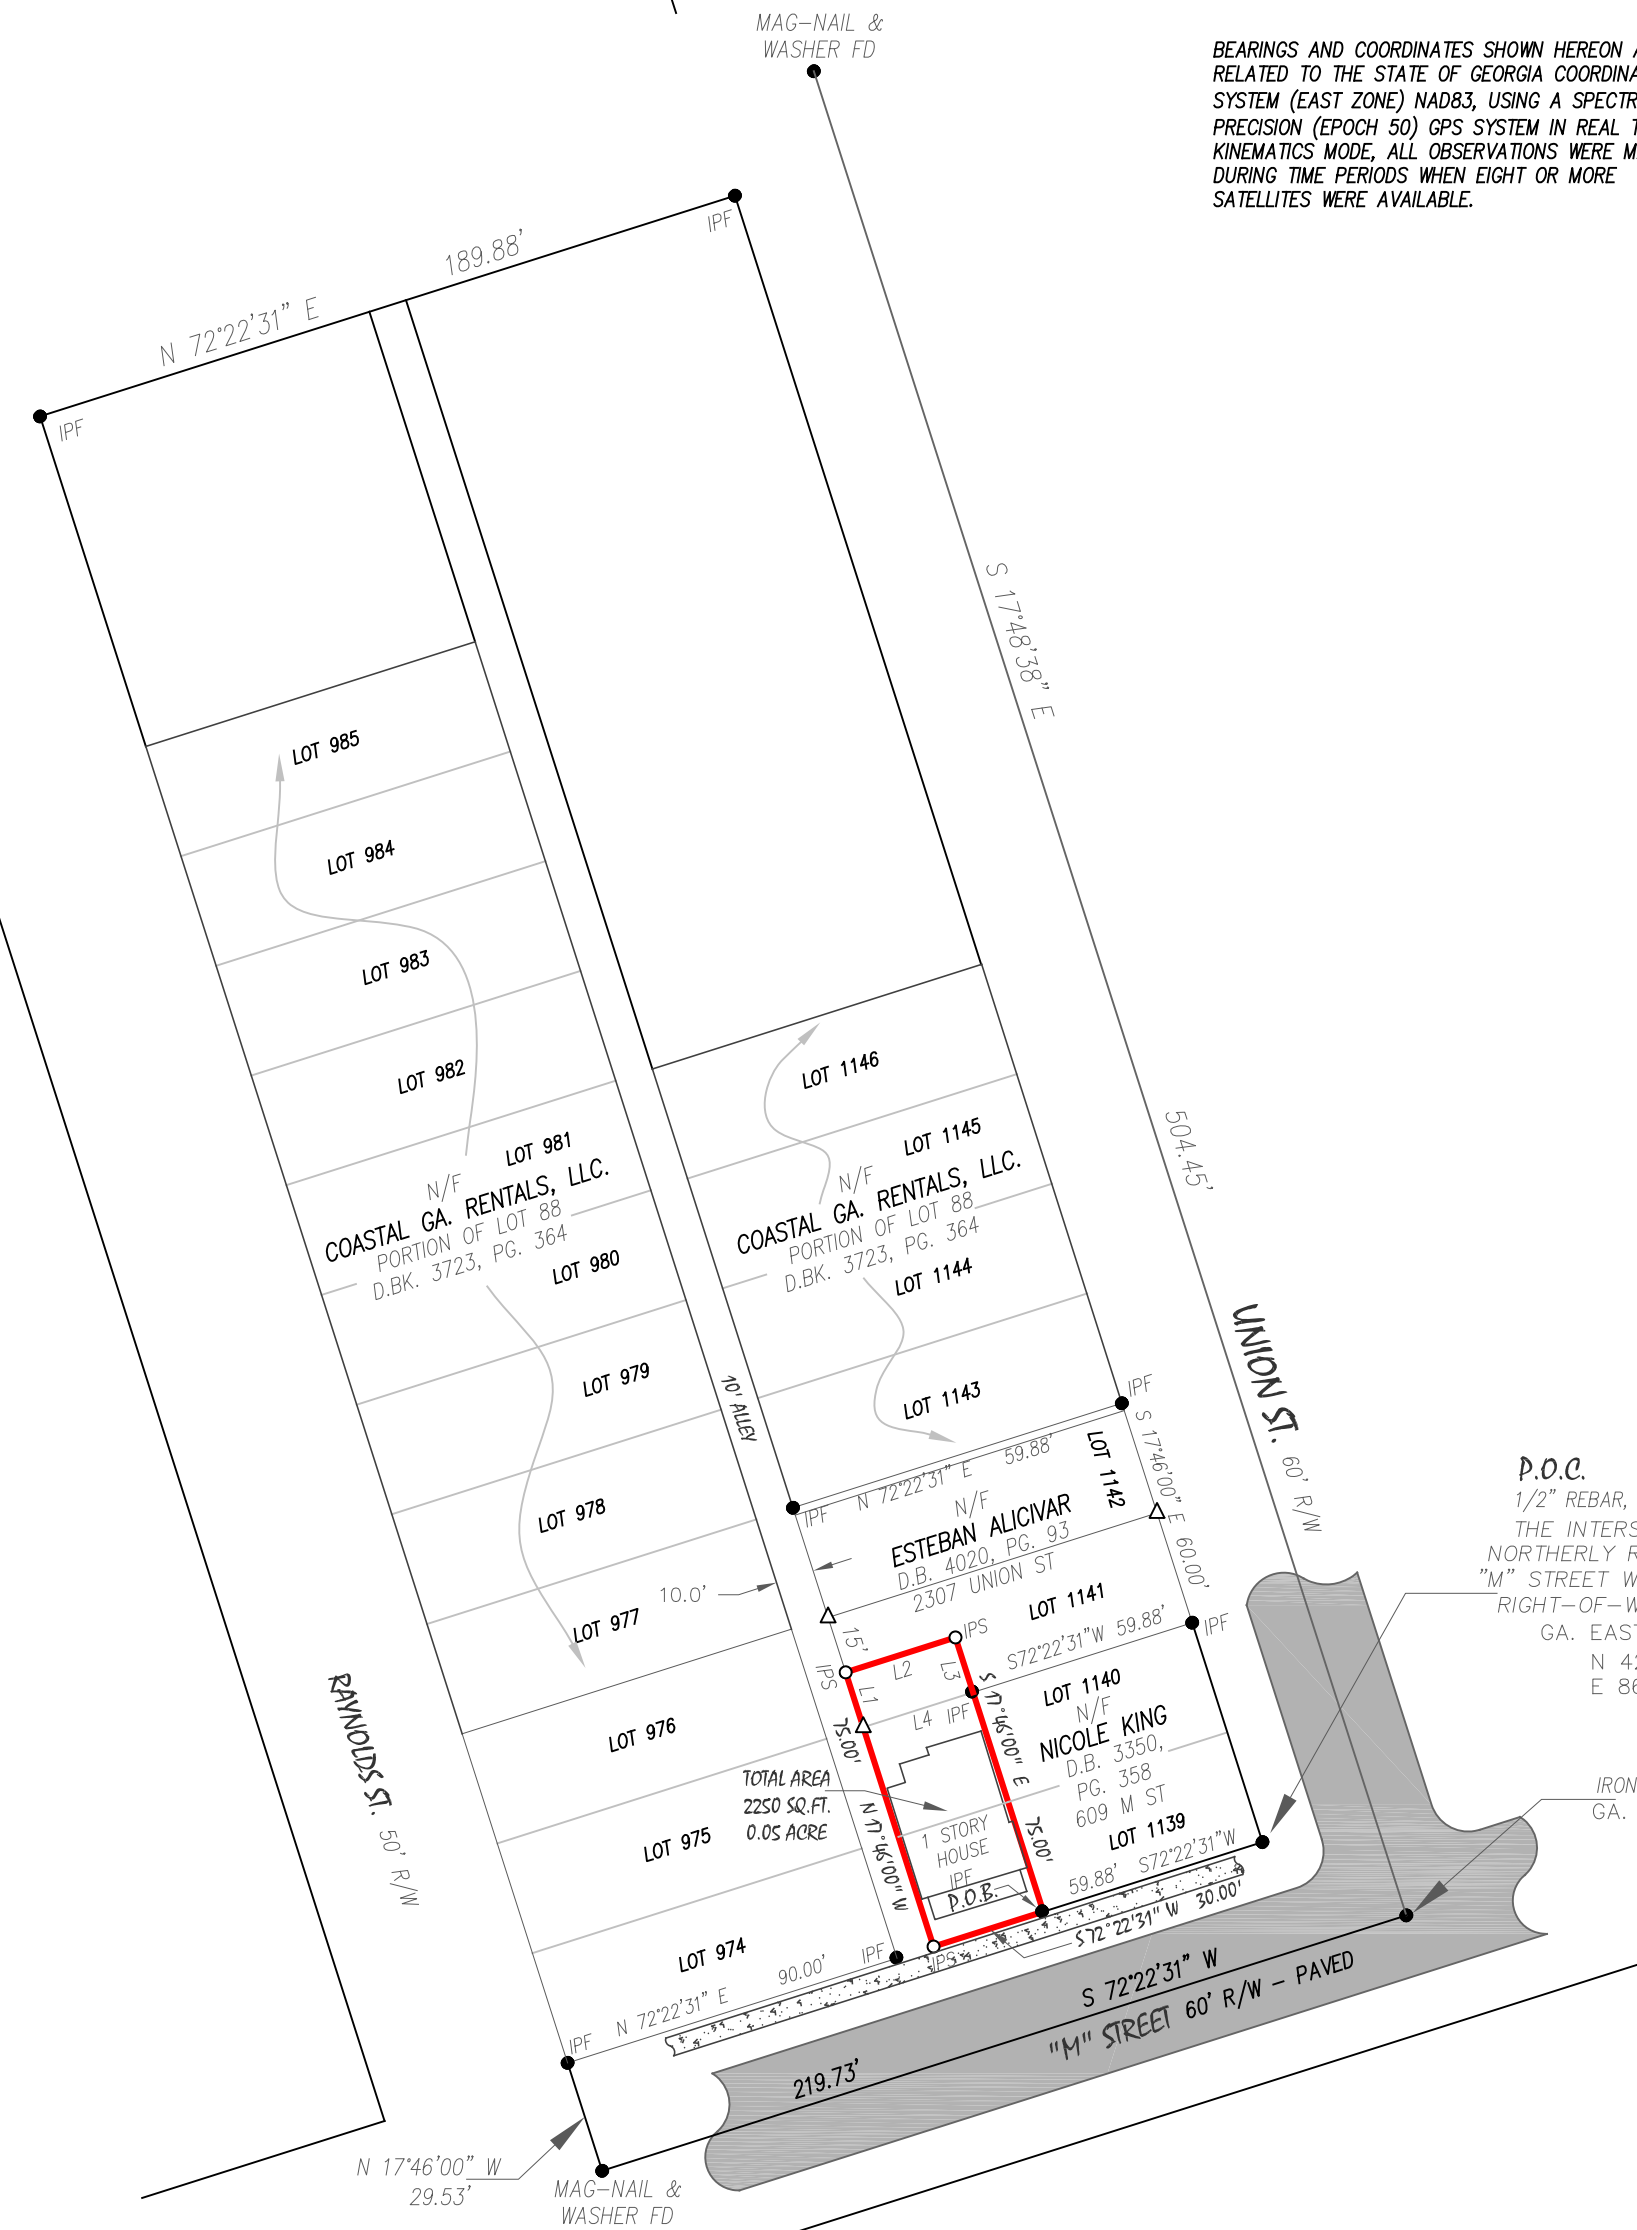 MAG-NAIL &
WASHER FD
BEARINGS AND COORDINATES SHOWN HEREON
RELATED TO THE STATE OF GEORGIA COORDINA
SYSTEM (EAST ZONE) NAD83, USING A SPECTR
PRECISION (EPOCH 50) GPS SYSTEM IN REAL T
KINEMATICS MODE, ALL OBSERVATIONS WERE M
DURING TIME PERIODS WHEN EIGHT OR MORE
SATELLITES WERE AVAILABLE.
IPF
189.88'
N 72°22'31" E
IPF
S 17°48'38" E
504.45'
LOT 985
LOT 984
LOT 983
LOT 982
LOT 981
N/F
COASTAL GA. RENTALS, LLC.
PORTION OF LOT 88
D.BK. 3723, PG. 364
LOT 980
LOT 979
LOT 978
LOT 977
LOT 976
LOT 975
LOT 974
LOT 1146
LOT 1145
N/F
COASTAL GA. RENTALS, LLC.
PORTION OF LOT 88
D.BK. 3723, PG. 364
LOT 1144
LOT 1143
10' ALLEY
UNION ST. 60' R/W
IPF
N 72°22'31" E 59.88'
IPF
LOT 1142
S 17°46'00" E 60.00'
N/F
ESTEBAN ALICIVAR
D.B. 4020, PG. 93
2307 UNION ST
10.0'
LOT 1141
15'
IPS
IPS
L1
L2
L3
L4
IPF
S72°22'31"W 59.88'
IPF
LOT 1140
N/F
NICOLE KING
D.B. 3350,
PG. 358
609 M ST
LOT 1139
75.00'
N 17°46'00" W
S 17°46'00" E
75.00'
TOTAL AREA
2250 SQ.FT.
0.05 ACRE
1 STORY
HOUSE
IPF
P.O.B.
59.88' S72°22'31"W
S72°22'31" W 30.00'
IPS
IPF
N 72°22'31" E 90.00'
IPF
RAYNOLDS ST. 50' R/W
P.O.C.
1/2" REBAR,
THE INTERS
NORTHERLY R
"M" STREET W
RIGHT-OF-W
GA. EAST
N 42
E 86
IRON
GA.
S 72°22'31" W
219.73'
"M" STREET 60' R/W - PAVED
N 17°46'00" W
29.53'
MAG-NAIL &
WASHER FD